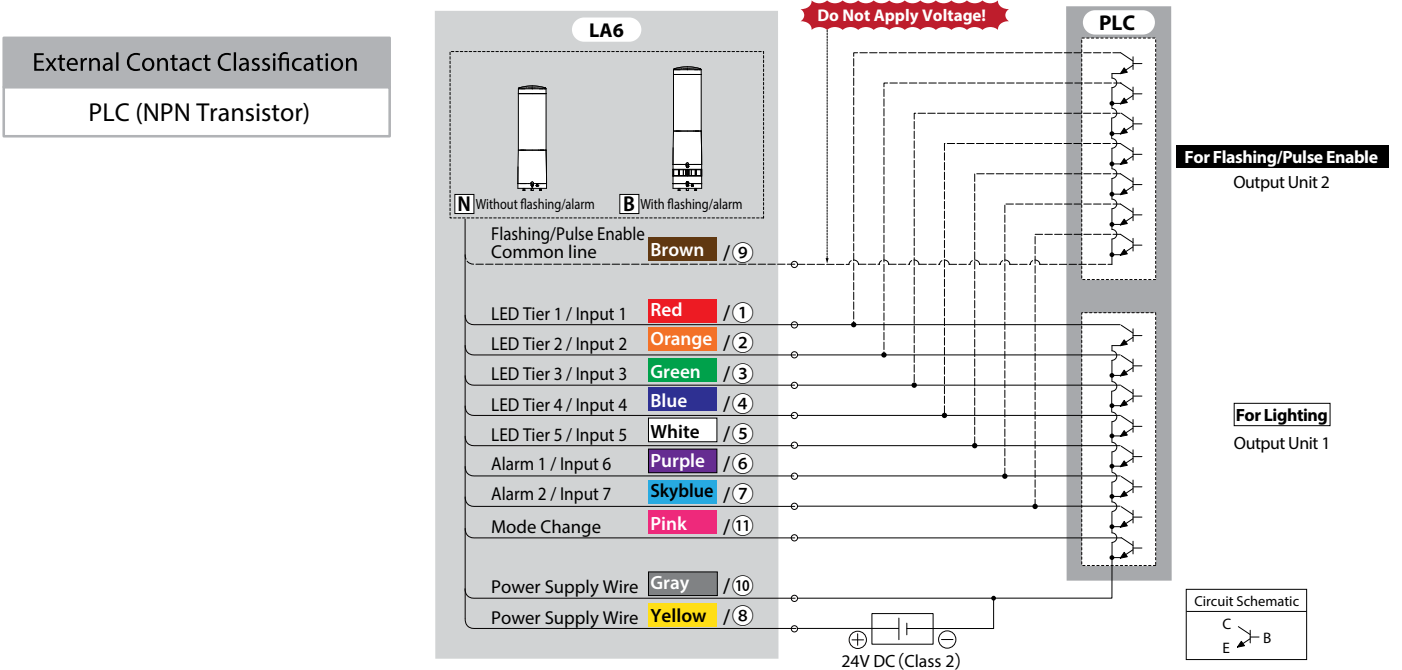 External Contact Classification
PLC (NPN Transistor)
LA6
Do Not Apply Voltage!
PLC
N Without flashing/alarm
B With flashing/alarm
Flashing/Pulse Enable
Common line Brown / ⑨
LED Tier 1 / Input 1 Red / ①
LED Tier 2 / Input 2 Orange / ②
LED Tier 3 / Input 3 Green / ③
LED Tier 4 / Input 4 Blue / ④
LED Tier 5 / Input 5 White / ⑤
Alarm 1 / Input 6 Purple / ⑥
Alarm 2 / Input 7 Skyblue / ⑦
Mode Change Pink / ⑪
Power Supply Wire Gray / ⑩
Power Supply Wire Yellow / ⑧
⊕ ⊖
24V DC (Class 2)
For Flashing/Pulse Enable
Output Unit 2
For Lighting
Output Unit 1
Circuit Schematic
C
B
E